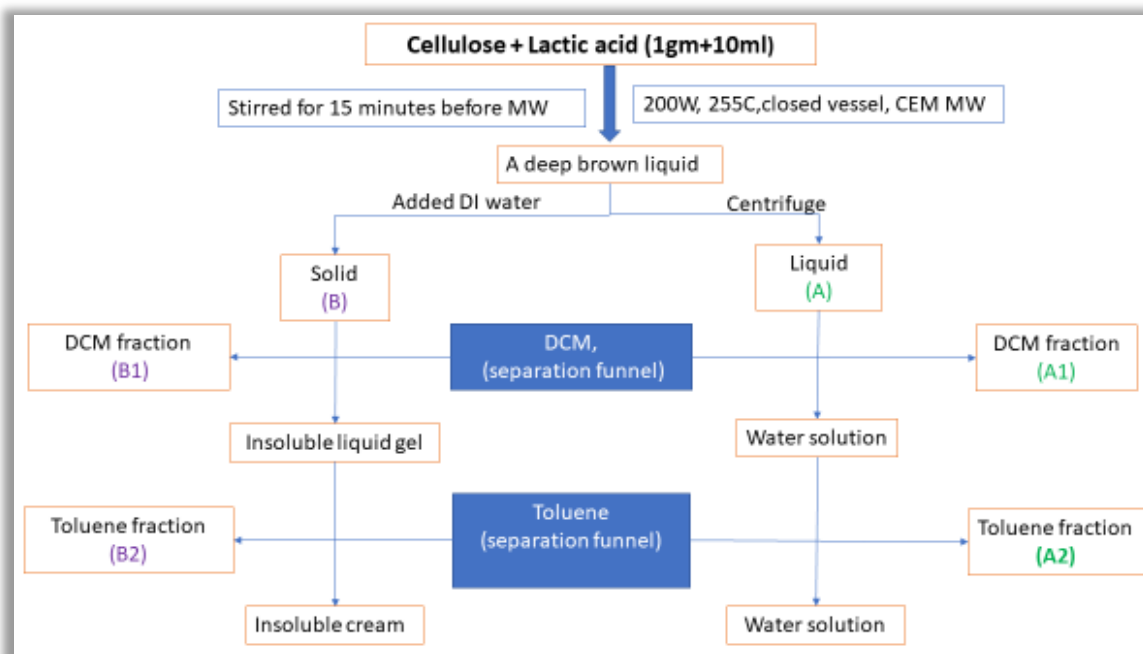 Cellulose + Lactic acid (1gm+10ml)
Stirred for 15 minutes before MW
200W, 255C,closed vessel, CEM MW
A deep brown liquid
Added DI water
Centrifuge
Solid
(B)
Liquid
(A)
DCM fraction
(B1)
DCM,
(separation funnel)
DCM fraction
(A1)
Insoluble liquid gel
Water solution
Toluene fraction
(B2)
Toluene
(separation funnel)
Toluene fraction
(A2)
Insoluble cream
Water solution